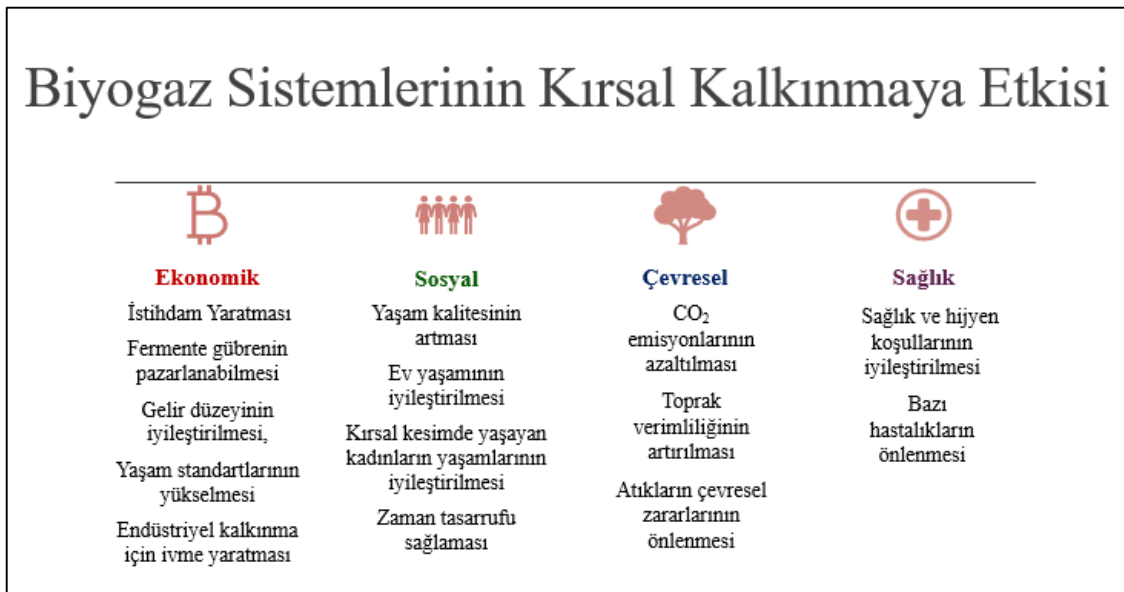 Biyogaz Sistemlerinin Kırsal Kalkınmaya Etkisi
Ekonomik
İstihdam Yaratması
Fermente gübrenin
pazarlanabilmesi
Gelir düzeyinin
iyileştirilmesi,
Yaşam standartlarının
yükselmesi
Endüstriyel kalkınma
için ivme yaratması
Sosyal
Yaşam kalitesinin
artması
Ev yaşamının
iyileştirilmesi
Kırsal kesimde yaşayan
kadınların yaşamlarının
iyileştirilmesi
Zaman tasarrufu
sağlaması
Çevresel
CO₂
emisyonlarının
azaltılması
Toprak
verimliliğinin
artırılması
Atıkların çevresel
zararlarının
önlenmesi
Sağlık
Sağlık ve hijyen
koşullarının
iyileştirilmesi
Bazı
hastalıkların
önlenmesi